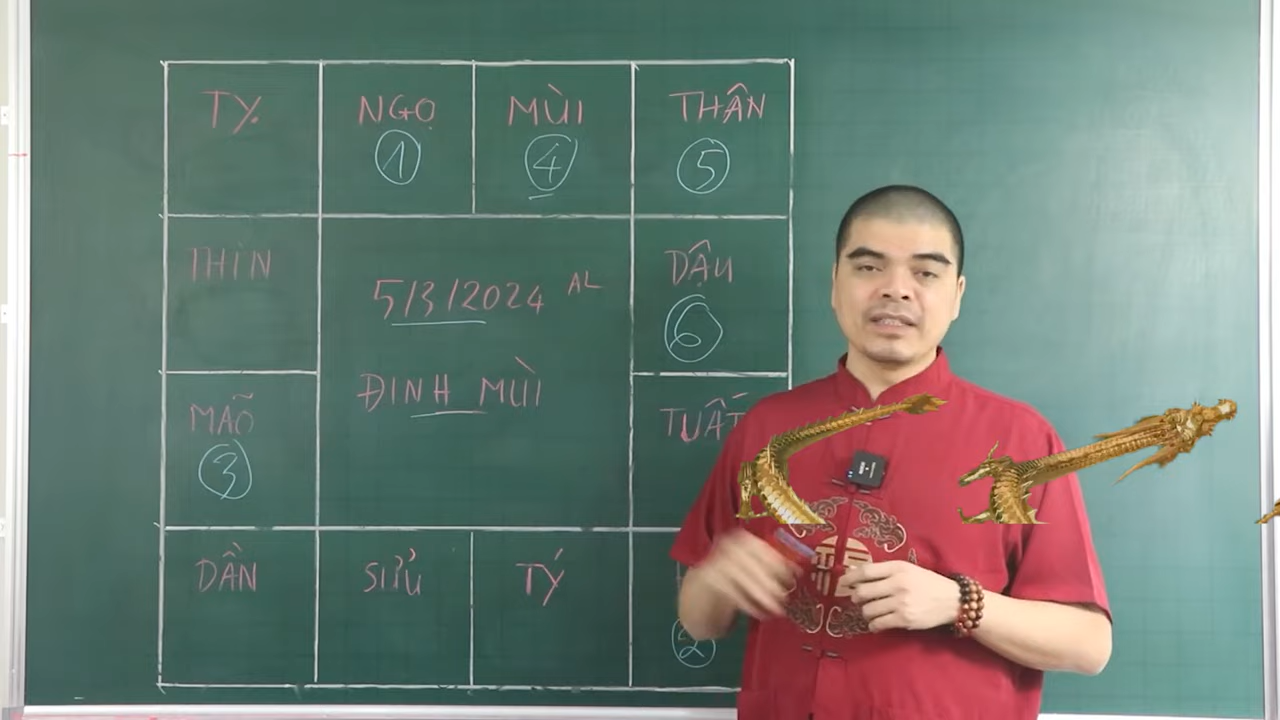 TỴ
NGỌ
MÙI
THÂN
①
④
⑤
THÌN
DẬU
5/3/2024 AL
⑥
ĐINH MÙI
MÃO
TUẤT
③
DẦN
SỬU
TÝ
②